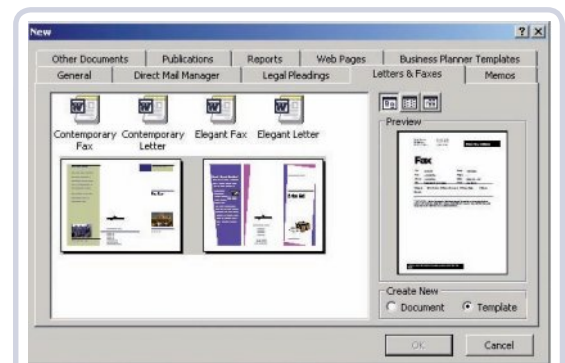 New
Other Documents Publications Reports Web Pages Business Planner Templates
General Direct Mail Manager Legal Pleadings Letters & Faxes Memos
Contemporary Fax
Contemporary Letter
Elegant Fax
Elegant Letter
Preview
Fax
Create New
Document Template
OK Cancel